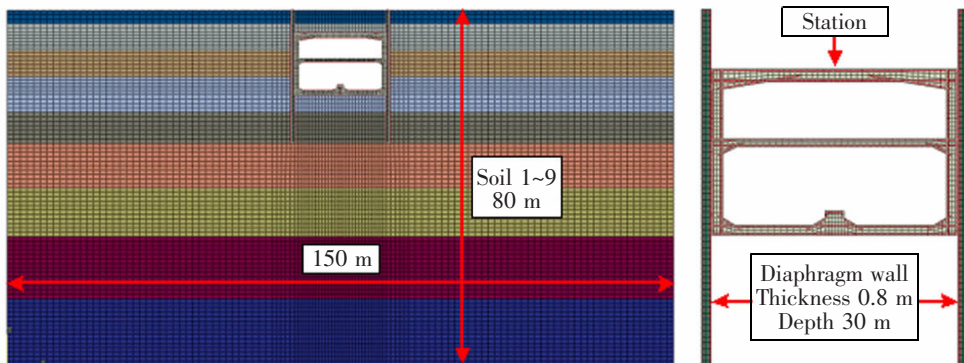 Soil 1~9
80 m
150 m
Station
Diaphragm wall
Thickness 0.8 m
Depth 30 m